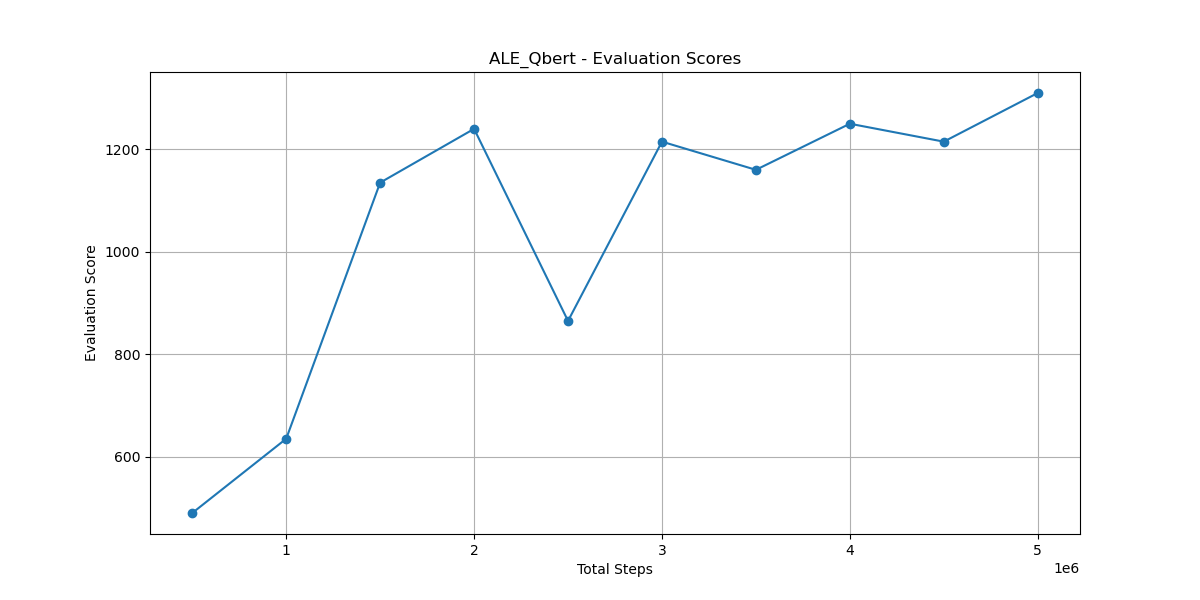 ALE_Qbert - Evaluation Scores
Evaluation Score
1200
1000
800
600
1 2 3 4 5
1e6
Total Steps